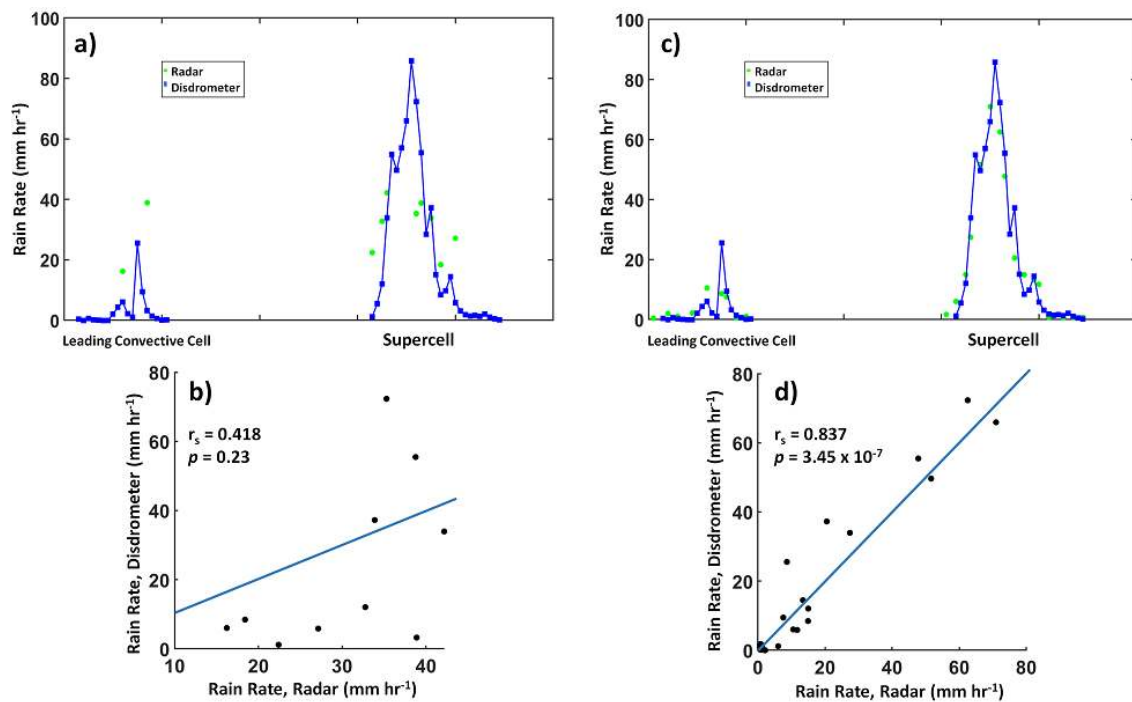 a)
100
80
60
40
20
0
Rain Rate (mm hr⁻¹)
Radar
Disdrometer
Leading Convective Cell
Supercell
c)
100
80
60
40
20
0
Rain Rate (mm hr⁻¹)
Radar
Disdrometer
Leading Convective Cell
Supercell
b)
80
60
40
20
0
Rain Rate, Disdrometer (mm hr⁻¹)
rₛ = 0.418
p = 0.23
10 20 30 40
Rain Rate, Radar (mm hr⁻¹)
d)
80
60
40
20
0
Rain Rate, Disdrometer (mm hr⁻¹)
rₛ = 0.837
p = 3.45 x 10⁻⁷
0 20 40 60 80
Rain Rate, Radar (mm hr⁻¹)